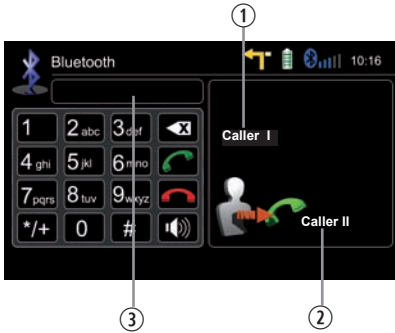 ①
Bluetooth 10:16
Caller I
1 2 abc 3 def
4 ghi 5 jkl 6 mno
7 pqrs 8 tuv 9 wxyz
Caller II
*/+ 0 #
③ ②